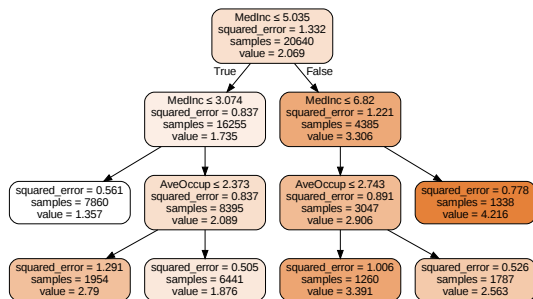 MedInc ≤ 5.035
squared_error = 1.332
samples = 20640
value = 2.069
True
False
MedInc ≤ 3.074
squared_error = 0.837
samples = 16255
value = 1.735
MedInc ≤ 6.82
squared_error = 1.221
samples = 4385
value = 3.306
squared_error = 0.561
samples = 7860
value = 1.357
AveOccup ≤ 2.373
squared_error = 0.837
samples = 8395
value = 2.089
AveOccup ≤ 2.743
squared_error = 0.891
samples = 3047
value = 2.906
squared_error = 0.778
samples = 1338
value = 4.216
squared_error = 1.291
samples = 1954
value = 2.79
squared_error = 0.505
samples = 6441
value = 1.876
squared_error = 1.006
samples = 1260
value = 3.391
squared_error = 0.526
samples = 1787
value = 2.563